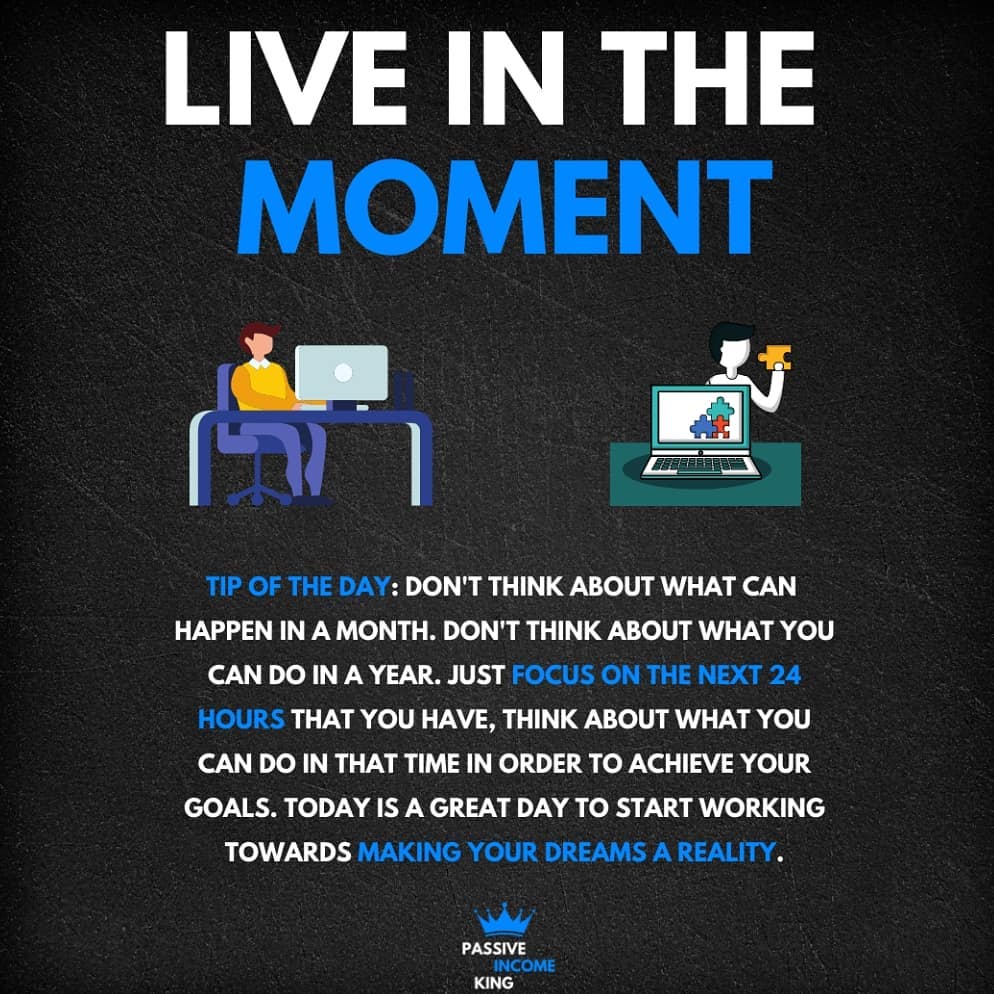 LIVE IN THE
MOMENT
TIP OF THE DAY: DON'T THINK ABOUT WHAT CAN
HAPPEN IN A MONTH. DON'T THINK ABOUT WHAT YOU
CAN DO IN A YEAR. JUST FOCUS ON THE NEXT 24
HOURS THAT YOU HAVE, THINK ABOUT WHAT YOU
CAN DO IN THAT TIME IN ORDER TO ACHIEVE YOUR
GOALS. TODAY IS A GREAT DAY TO START WORKING
TOWARDS MAKING YOUR DREAMS A REALITY.
PASSIVE
INCOME
KING